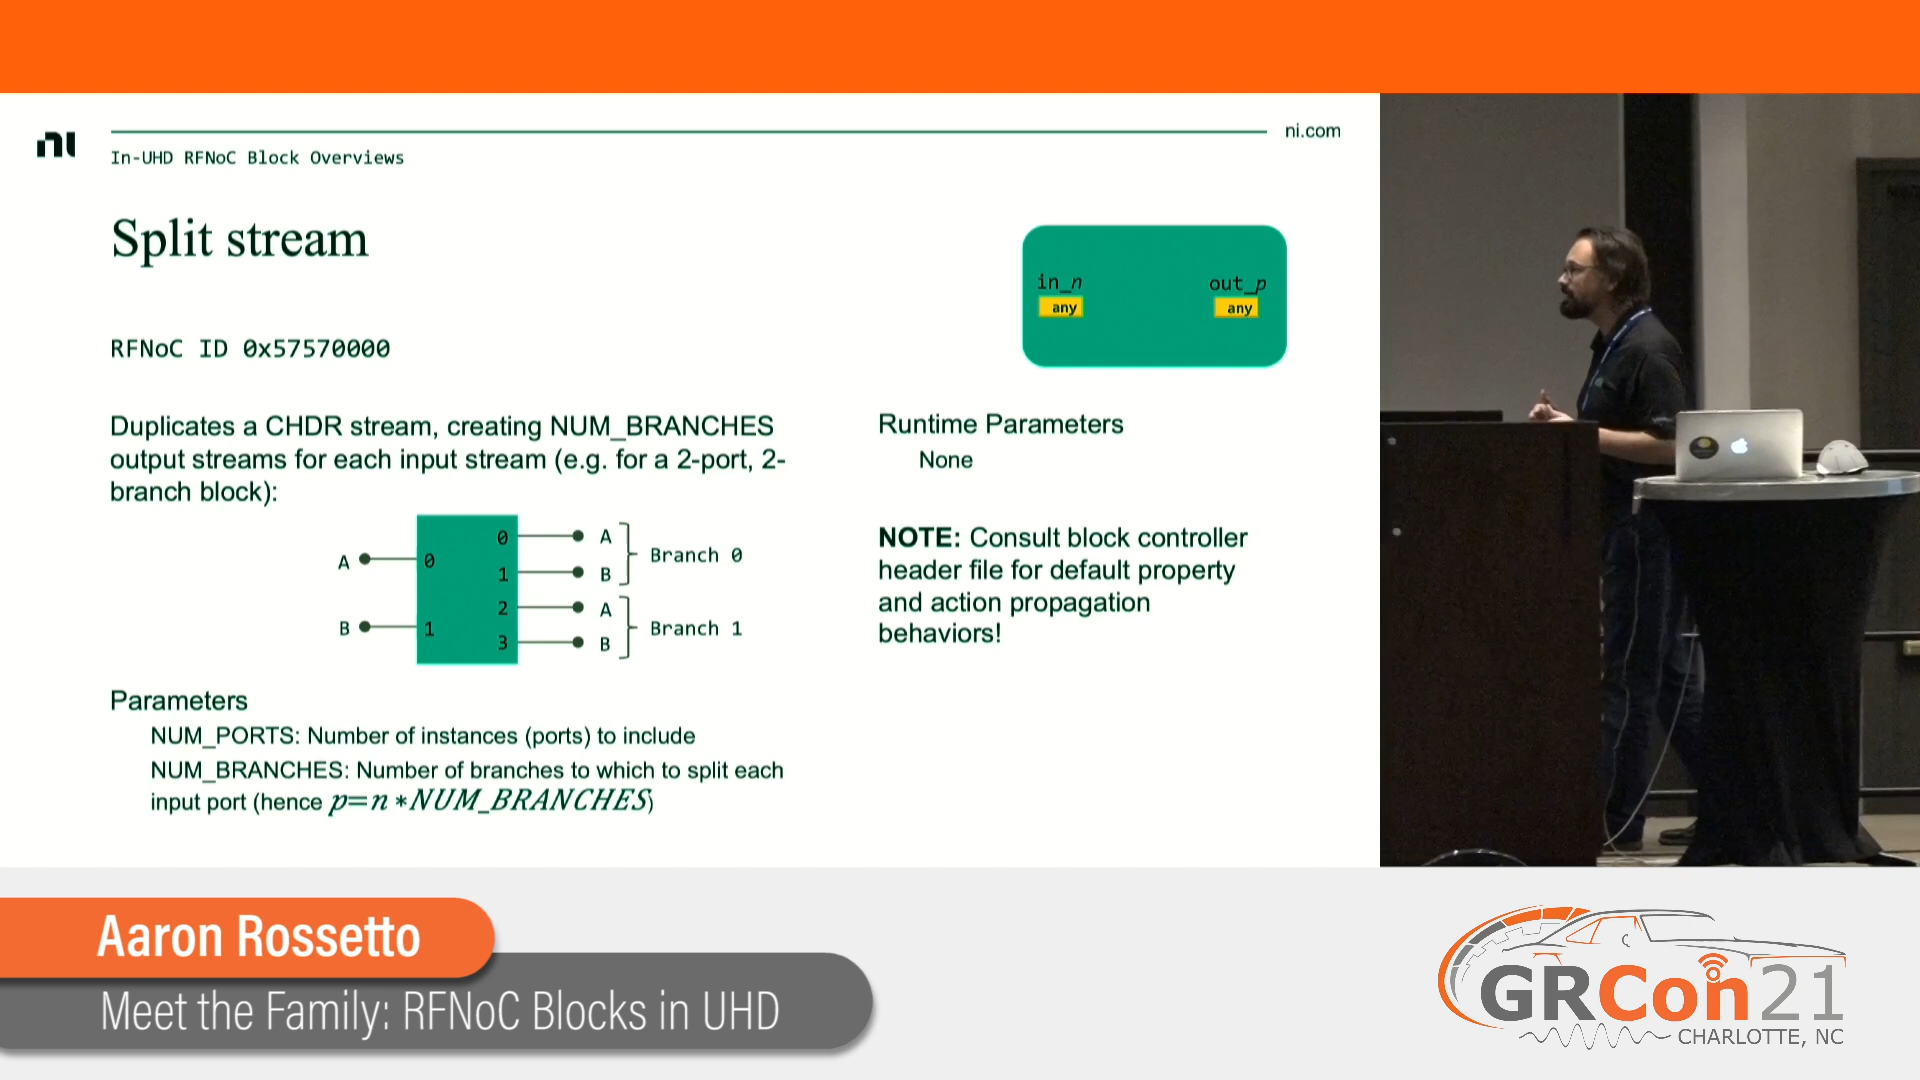 ni
ni.com
In-UHD RFNoC Block Overviews
Split stream
in_n
out_p
any
any
RFNoC ID 0x57570000
Duplicates a CHDR stream, creating NUM_BRANCHES
output streams for each input stream (e.g. for a 2-port, 2-
branch block):
A
B
0
1
0
1
2
3
A
B
A
B
Branch 0
Branch 1
Parameters
NUM_PORTS: Number of instances (ports) to include
NUM_BRANCHES: Number of branches to which to split each
input port (hence p=n *NUM_BRANCHES)
Runtime Parameters
None
NOTE: Consult block controller
header file for default property
and action propagation
behaviors!
Aaron Rossetto
Meet the Family: RFNoC Blocks in UHD
GRCon21
CHARLOTTE, NC